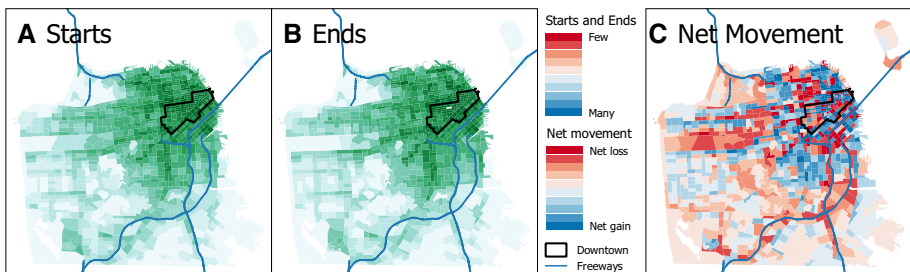 A Starts
B Ends
Starts and Ends
Few
Many
Net movement
Net loss
Net gain
Downtown
Freeways
C Net Movement